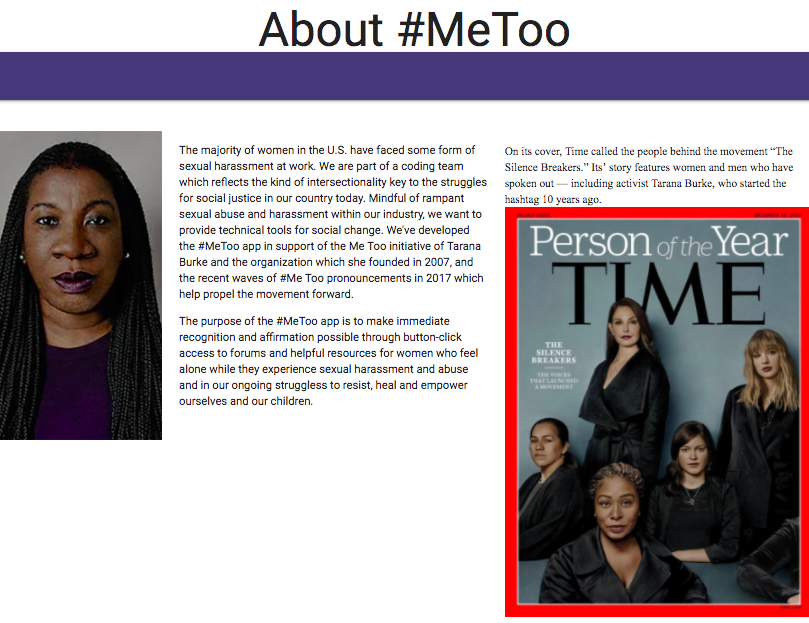 About #MeToo
The majority of women in the U.S. have faced some form of
sexual harassment at work. We are part of a coding team
which reflects the kind of intersectionality key to the struggles
for social justice in our country today. Mindful of rampant
sexual abuse and harassment within our industry, we want to
provide technical tools for social change. We've developed
the #MeToo app in support of the Me Too initiative of Tarana
Burke and the organization which she founded in 2007, and
the recent waves of #Me Too pronouncements in 2017 which
help propel the movement forward.
The purpose of the #MeToo app is to make immediate
recognition and affirmation possible through button-click
access to forums and helpful resources for women who feel
alone while they experience sexual harassment and abuse
and in our ongoing struggless to resist, heal and empower
ourselves and our children.
On its cover, Time called the people behind the movement “The
Silence Breakers.” Its’ story features women and men who have
spoken out — including activist Tarana Burke, who started the
hashtag 10 years ago.
Person of the Year
TIME
THE
SILENCE
BREAKERS
THE VOICES
THAT LAUNCHED
A MOVEMENT